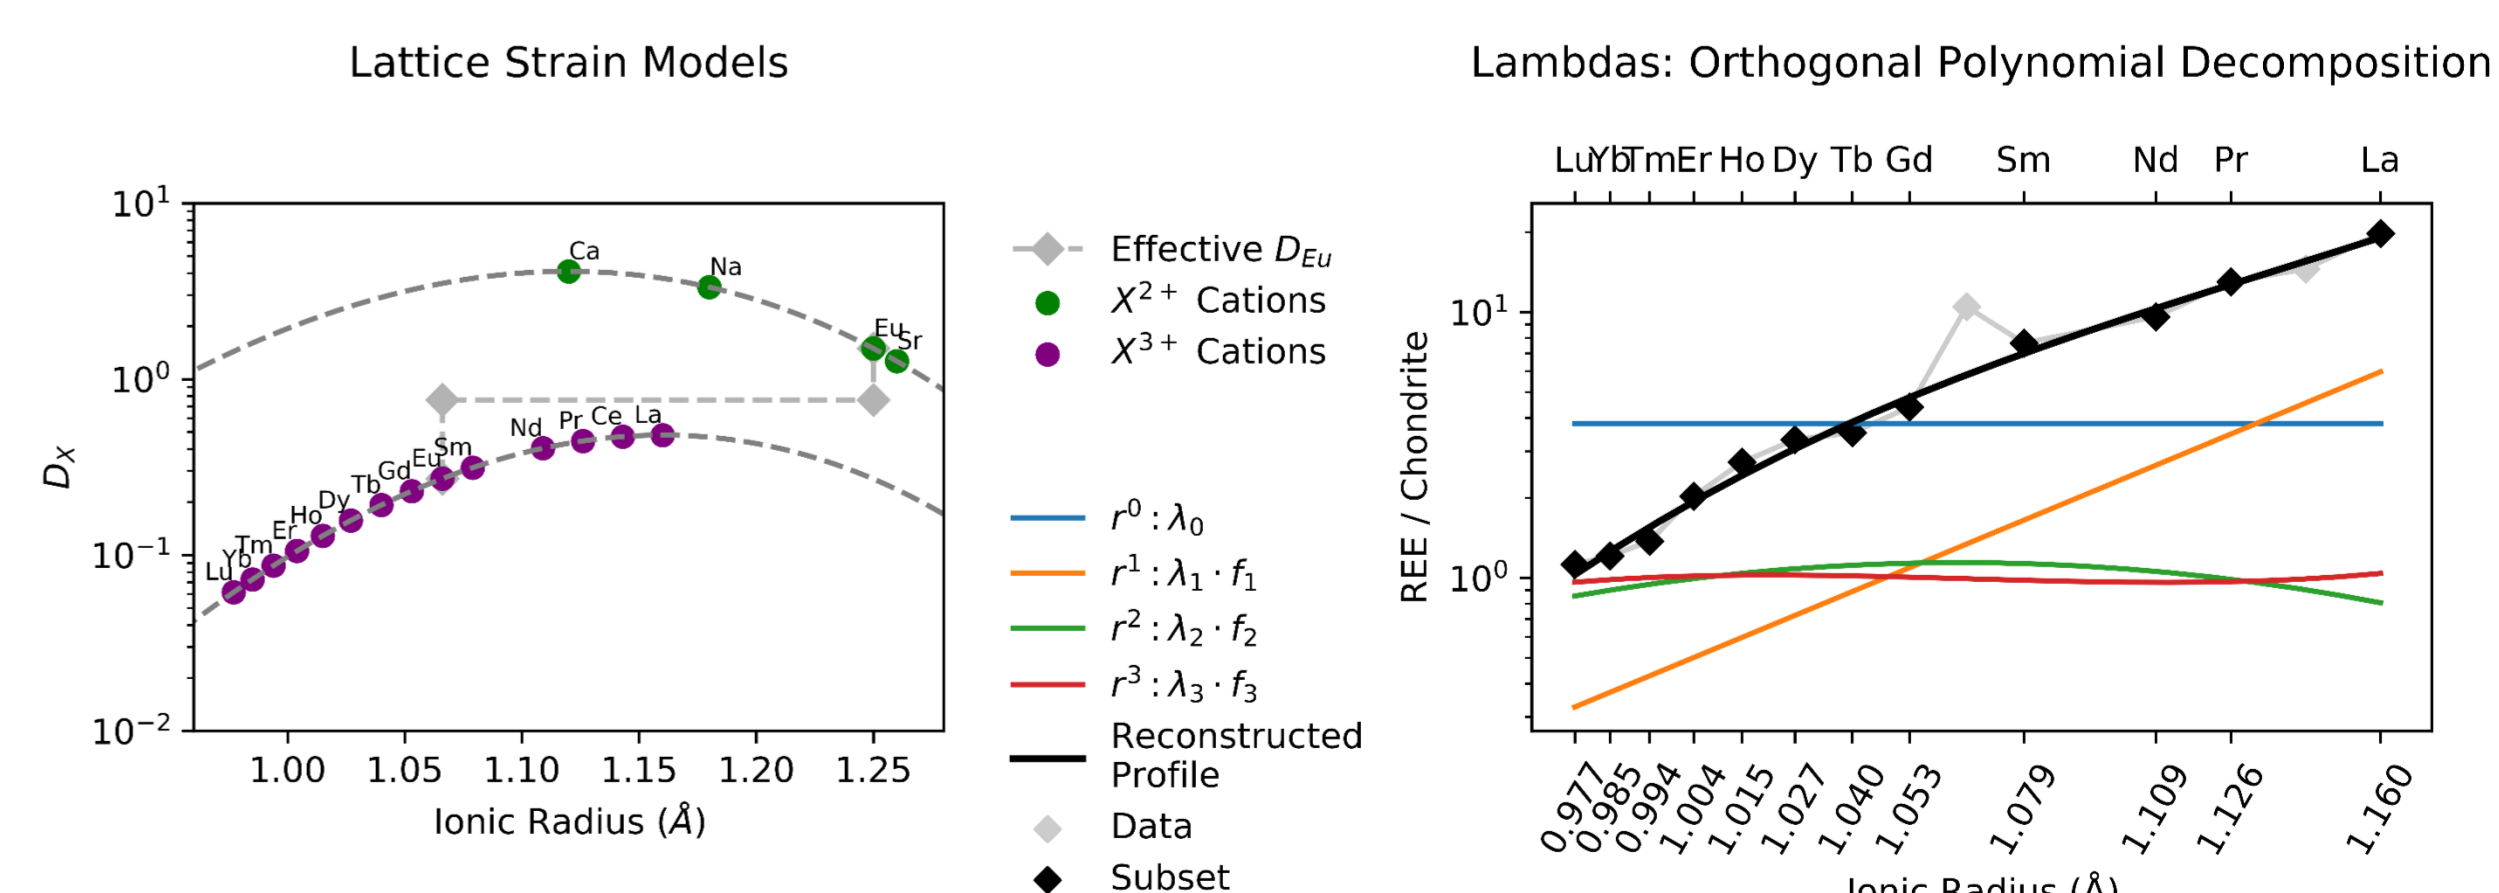 Lattice Strain Models
10¹
10⁰
10⁻¹
10⁻²
D_X
Ca
Na
Eu
Sr
Nd
Pr
Ce
La
Sm
Eu
Gd
Tb
Dy
Ho
Er
Tm
Yb
Lu
1.00 1.05 1.10 1.15 1.20 1.25
Ionic Radius (Å)
Effective D_Eu
X²⁺ Cations
X³⁺ Cations
r⁰ : λ₀
r¹ : λ₁ · f₁
r² : λ₂ · f₂
r³ : λ₃ · f₃
Reconstructed
Profile
Data
Subset
Lambdas: Orthogonal Polynomial Decomposition
Lu Yb Tm Er Ho Dy Tb Gd Sm Nd Pr La
10¹
10⁰
REE / Chondrite
0.977 0.985 0.994 1.004 1.015 1.027 1.040 1.053 1.079 1.109 1.126 1.160
Ionic Radius (Å)